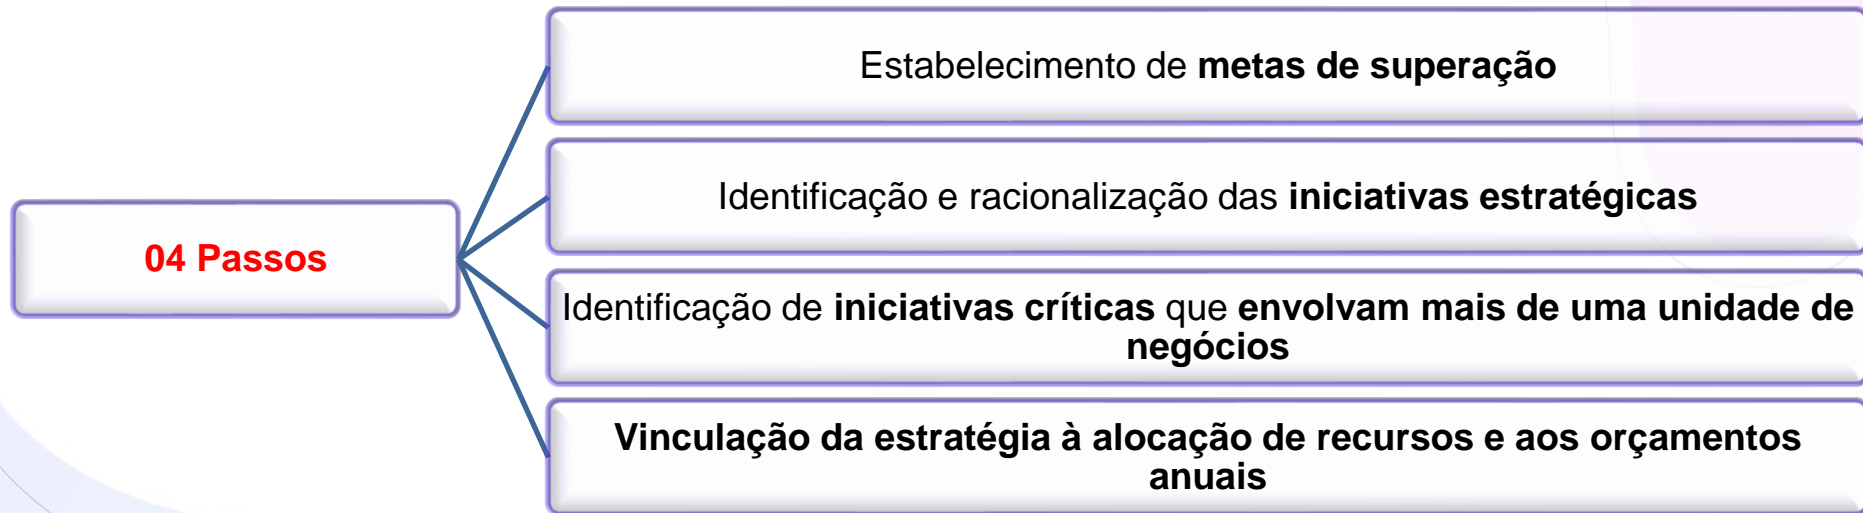 04 Passos
Estabelecimento de metas de superação
Identificação e racionalização das iniciativas estratégicas
Identificação de iniciativas críticas que envolvam mais de uma unidade de
negócios
Vinculação da estratégia à alocação de recursos e aos orçamentos
anuais